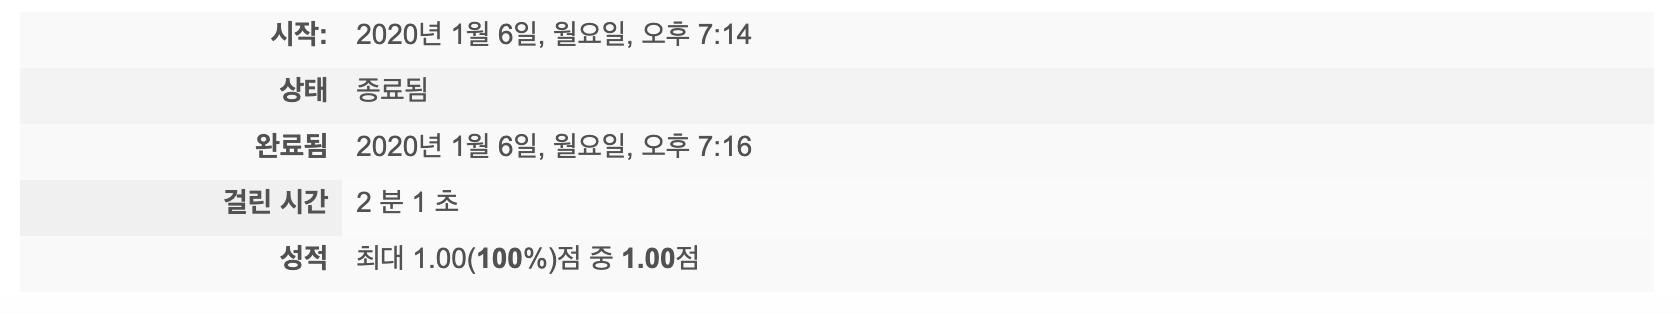 시작: 2020년 1월 6일, 월요일, 오후 7:14
상태 종료됨
완료됨 2020년 1월 6일, 월요일, 오후 7:16
걸린 시간 2 분 1 초
성적 최대 1.00(100%)점 중 1.00점